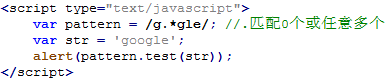 <script type="text/javascript">
var pattern = /g.*gle/; //.匹配0个或任意多个
var str = 'google';
alert(pattern.test(str));
</script>